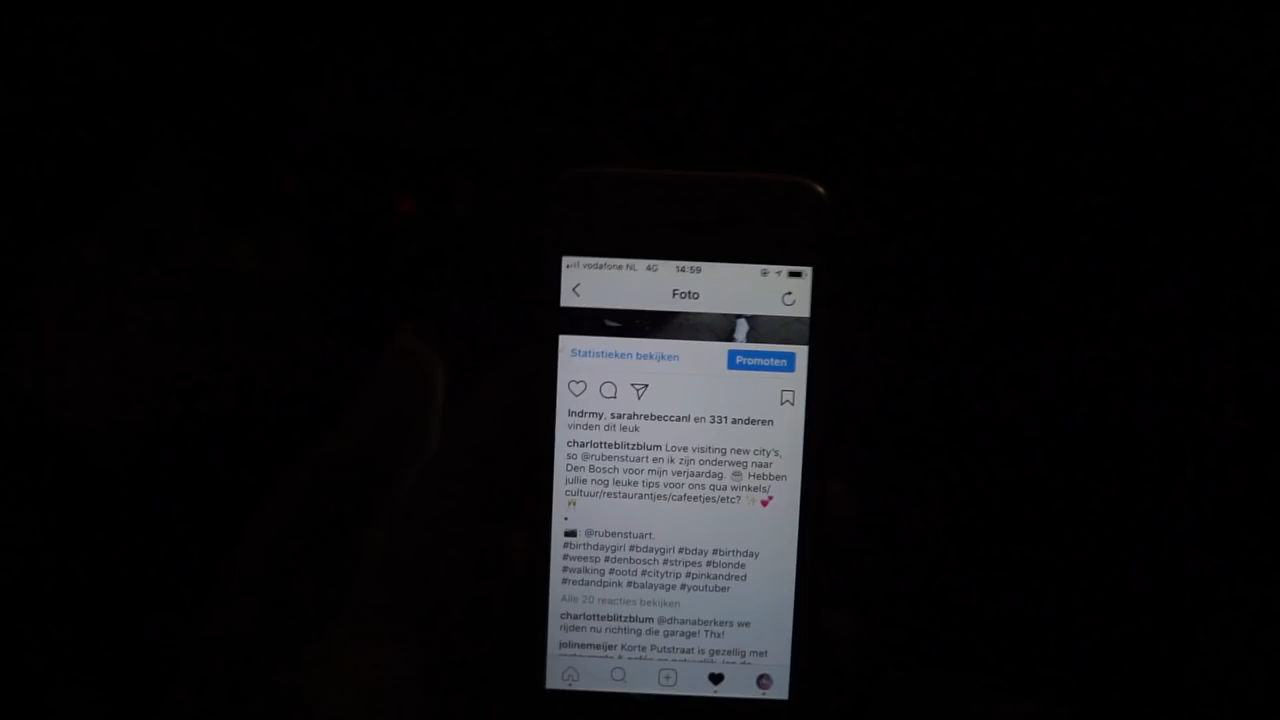 vodafone NL 4G 14:59
Foto
Statistieken bekijken Promoten
lndrmy, sarahrebeccanl en 331 anderen
vinden dit leuk
charlotteblitzblum Love visiting new city's,
so @rubenstuart en ik zijn onderweg naar
Den Bosch voor mijn verjaardag. Hebben
jullie nog leuke tips voor ons qua winkels/
cultuur/restaurantjes/cafeetjes/etc? ✨💕
🥂
•
📷: @rubenstuart.
#birthdaygirl #bdaygirl #bday #birthday
#weesp #denbosch #stripes #blonde
#walking #ootd #citytrip #pinkandred
#redandpink #balayage #youtuber
Alle 20 reacties bekijken
charlotteblitzblum @dhanaberkers we
rijden nu richting die garage! Thx!
jolinemeijer Korte Putstraat is gezellig met